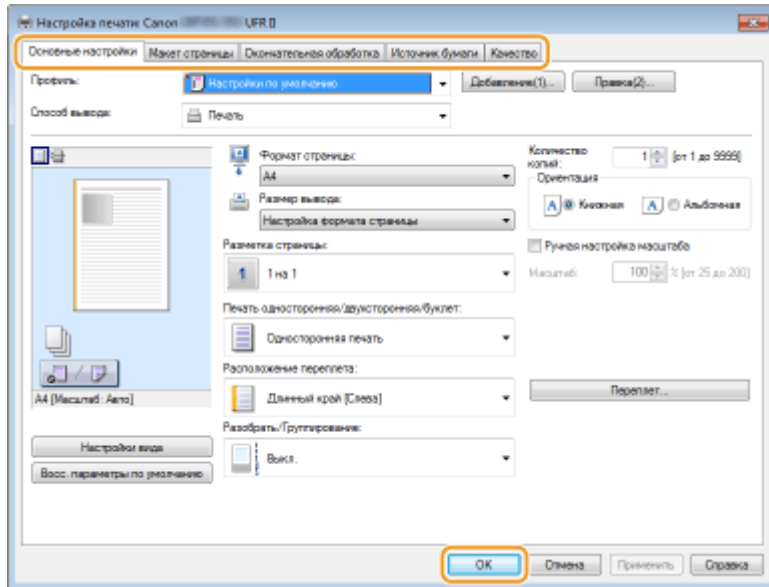 Настройка печати Canon UFR II
Основные настройки Макет страницы Окончательная обработка Источник бумаги Качество
Профиль: Настройки по умолчанию Добавление(1)... Правка(2)...
Способ вывода: Печать
Формат страницы:
A4
Размер вывода:
Настройка формата страницы
Разметка страницы:
1 1 на 1
Печать односторонняя/двухсторонняя/буклет:
Односторонняя печать
Расположение переплета:
Длинный край [Слева]
Разобрать/Группирование:
Выкл.
Количество
копий: 1 [от 1 до 9999]
Ориентация
A Книжная A Альбомная
Ручная настройка масштаба
Масштаб: 100 % [от 25 до 200]
Переплет...
A4 [Масштаб: Авто]
Настройки вида
Восс. параметры по умолчанию
OK Отмена Применить Справка